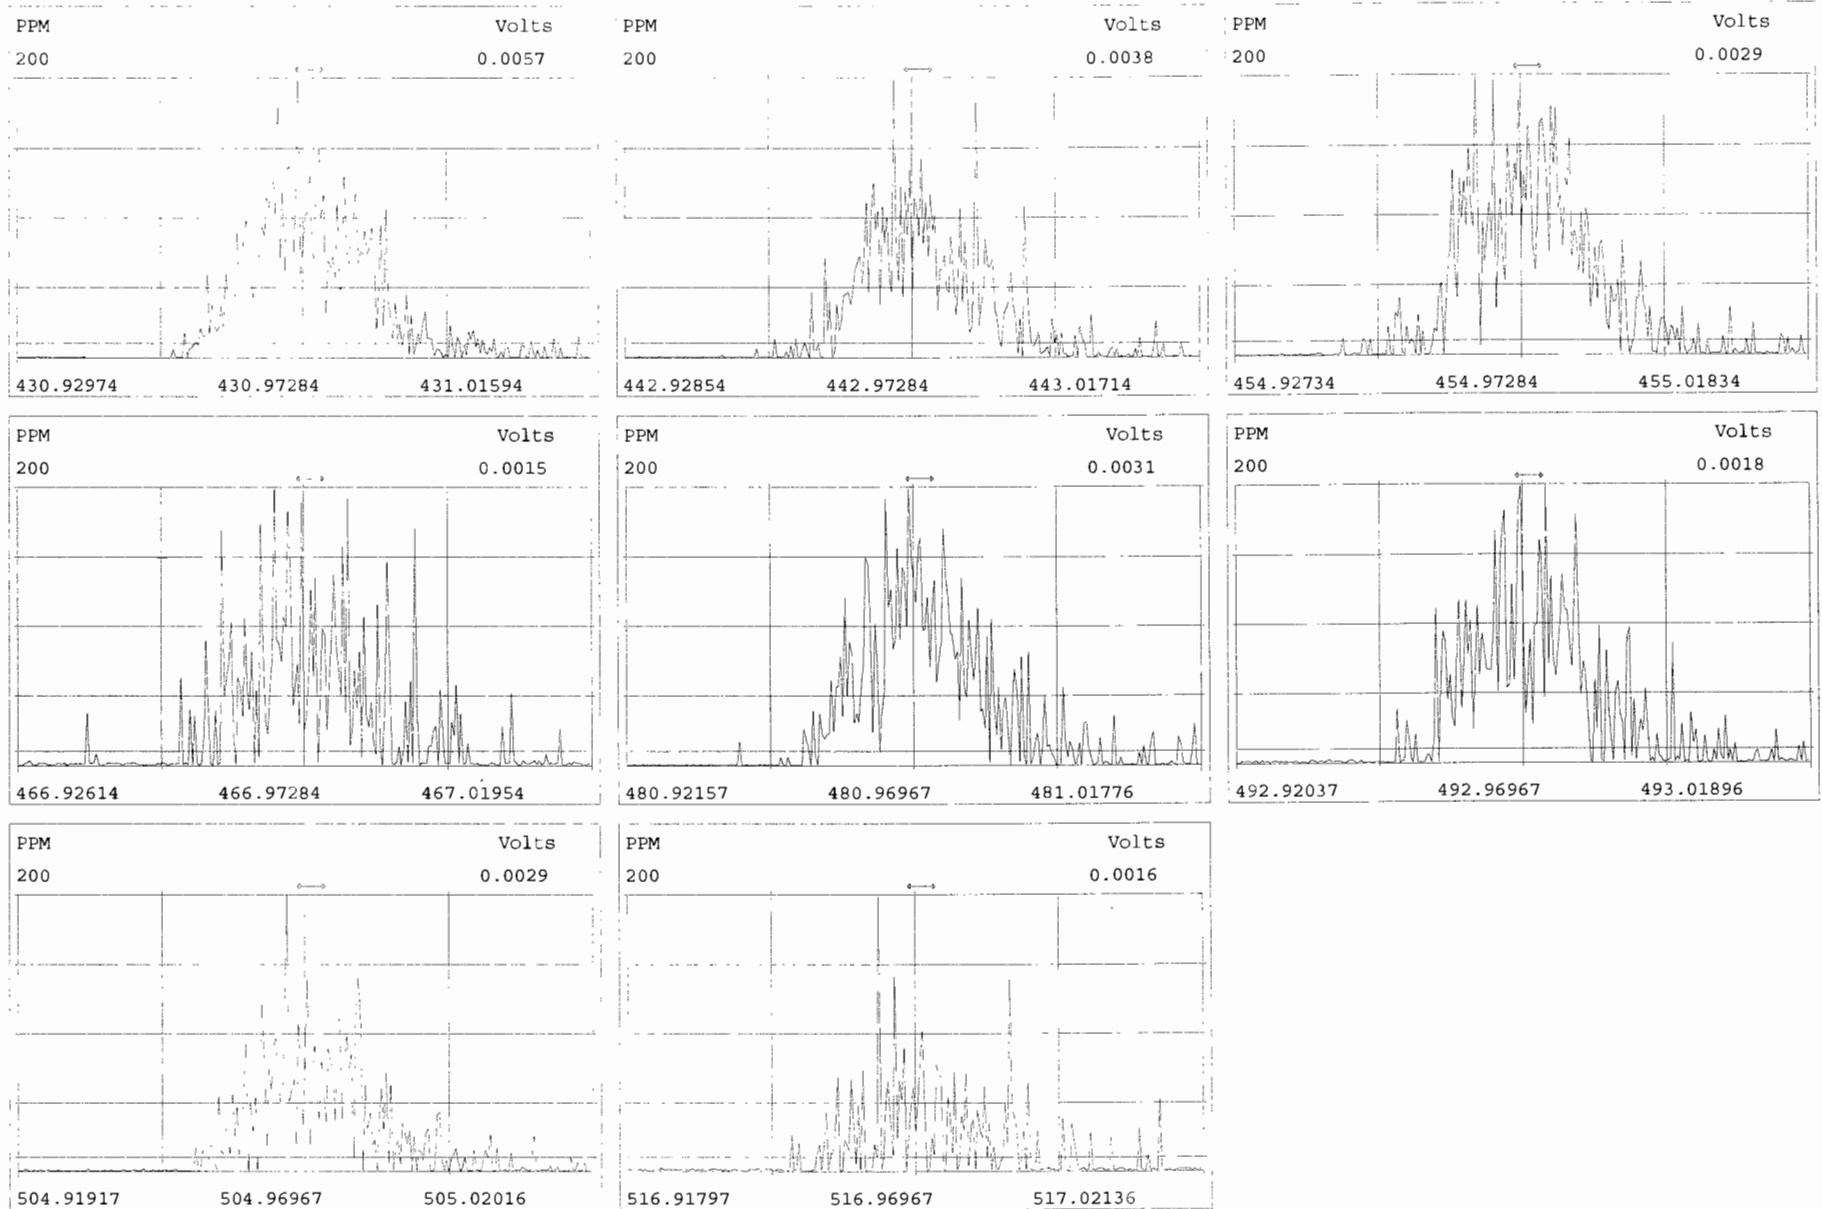 PPM Volts
200 0.0057
430.92974 430.97284 431.01594
PPM Volts
200 0.0038
442.92854 442.97284 443.01714
PPM Volts
200 0.0029
454.92734 454.97284 455.01834
PPM Volts
200 0.0015
466.92614 466.97284 467.01954
PPM Volts
200 0.0031
480.92157 480.96967 481.01776
PPM Volts
200 0.0018
492.92037 492.96967 493.01896
PPM Volts
200 0.0029
504.91917 504.96967 505.02016
PPM Volts
200 0.0016
516.91797 516.96967 517.02136